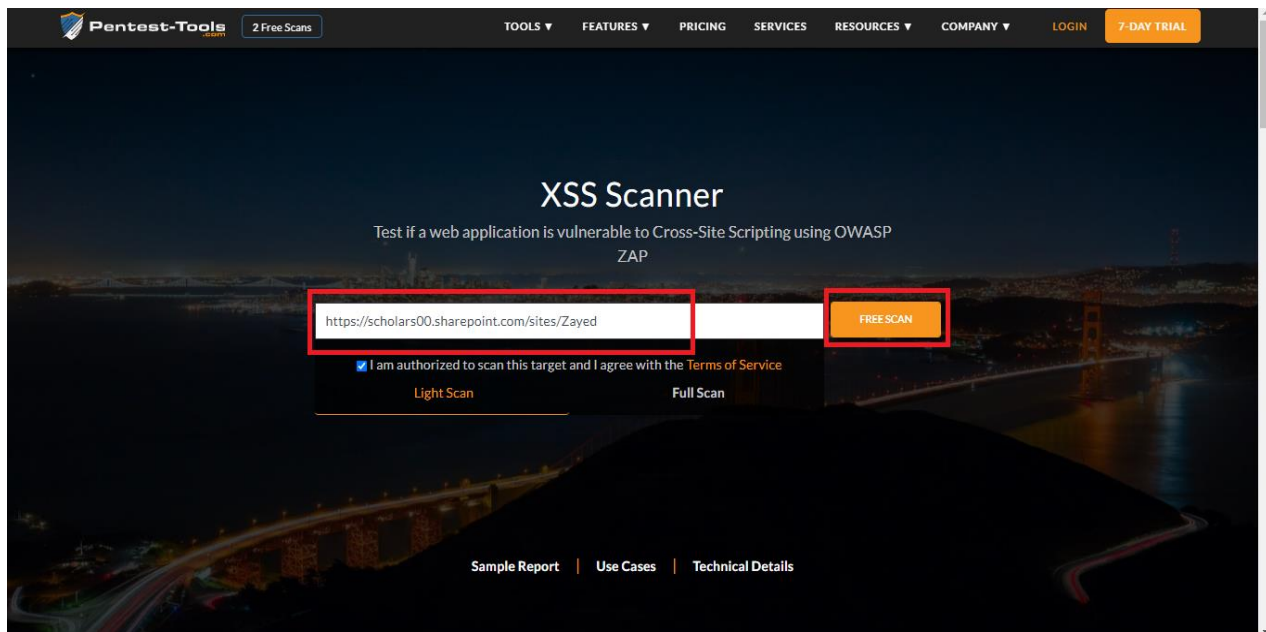 Pentest-Tools
.com
2 Free Scans
TOOLS ▼
FEATURES ▼
PRICING
SERVICES
RESOURCES ▼
COMPANY ▼
LOGIN
7-DAY TRIAL
XSS Scanner
Test if a web application is vulnerable to Cross-Site Scripting using OWASP
ZAP
https://scholars00.sharepoint.com/sites/Zayed
FREE SCAN
I am authorized to scan this target and I agree with the Terms of Service
Light Scan
Full Scan
Sample Report | Use Cases | Technical Details